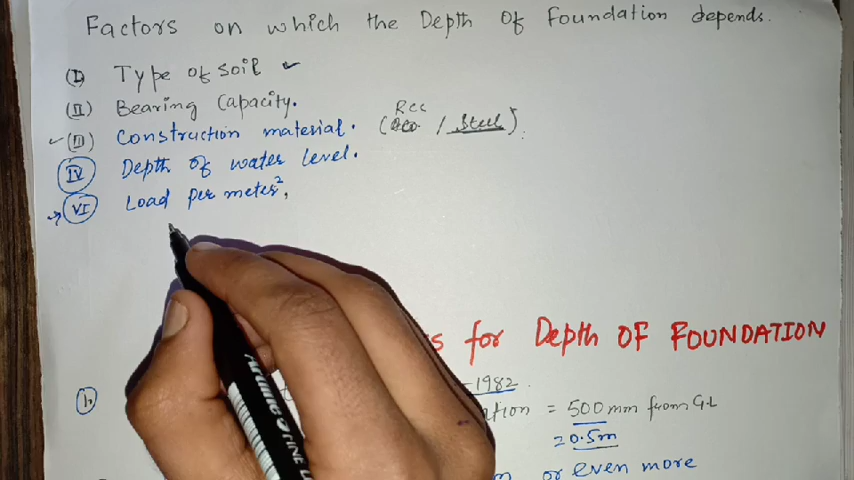 Factors on which the Depth Of Foundation depends.
(I) Type of Soil
(II) Bearing Capacity.
(III) Construction material. (RCC / Steel)
(IV) Depth of water level.
(VI) Load per meter²,
for Depth OF FOUNDATION
-1982
= 500 mm from G.L
= 0.5m
or even more
Artline